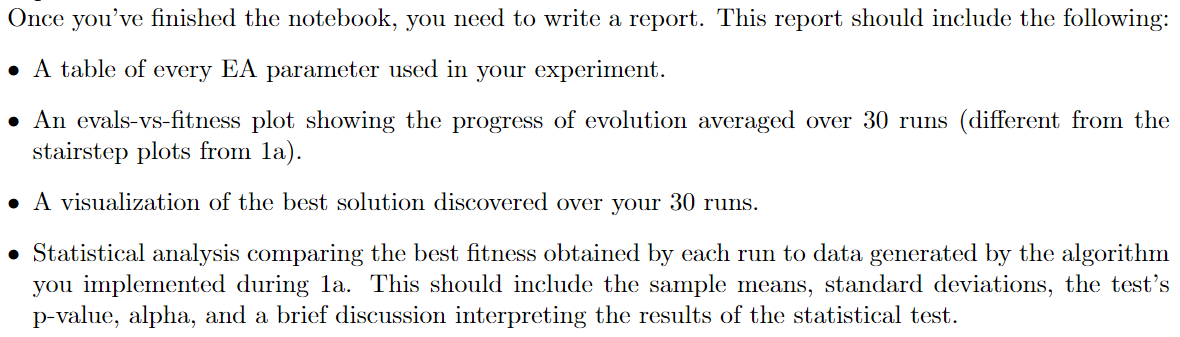 Once you've finished the notebook, you need to write a report. This report should include the following:
• A table of every EA parameter used in your experiment.
• An evals-vs-fitness plot showing the progress of evolution averaged over 30 runs (different from the
stairstep plots from 1a).
• A visualization of the best solution discovered over your 30 runs.
• Statistical analysis comparing the best fitness obtained by each run to data generated by the algorithm
you implemented during 1a. This should include the sample means, standard deviations, the test's
p-value, alpha, and a brief discussion interpreting the results of the statistical test.